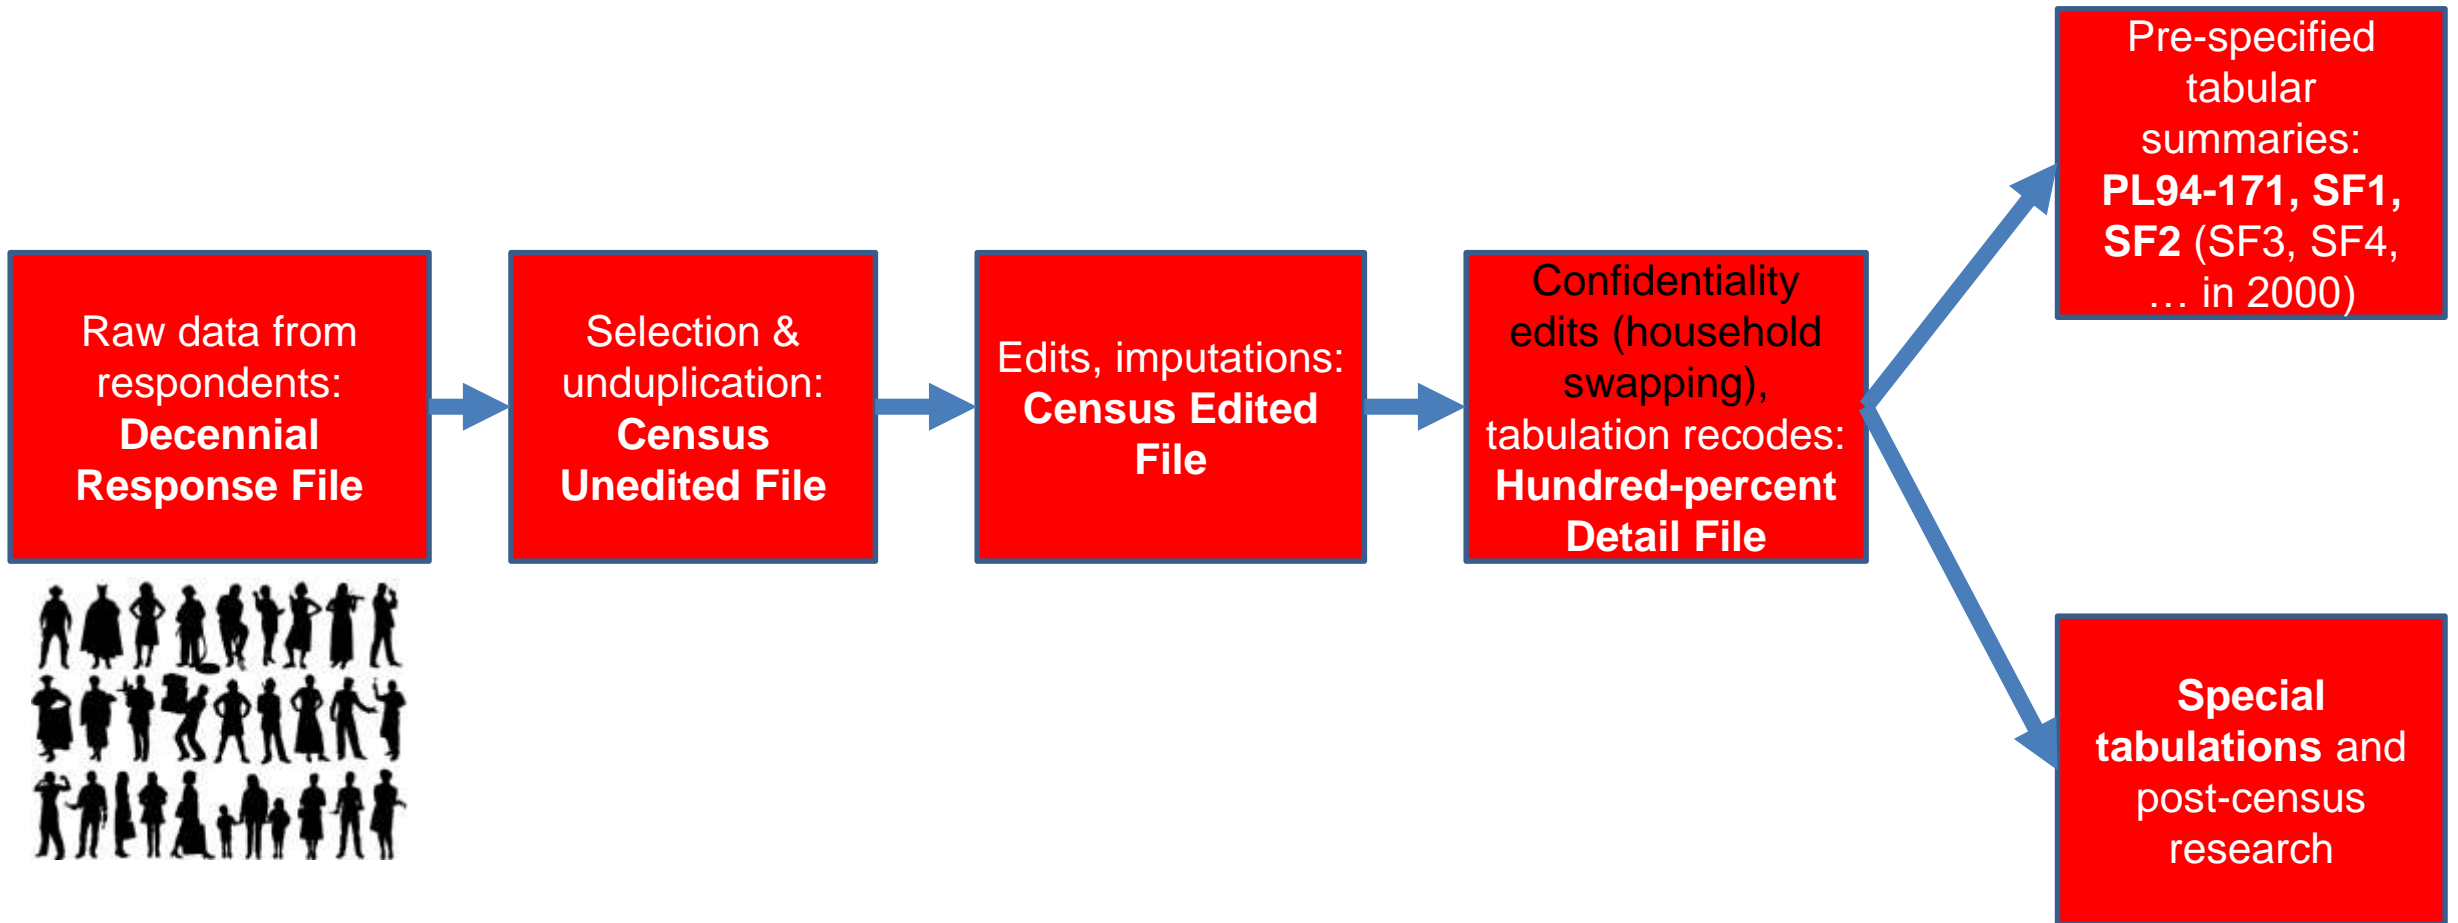 Raw data from
respondents:
Decennial
Response File
Selection &
unduplication:
Census
Unedited File
Edits, imputations:
Census Edited
File
Confidentiality
edits (household
swapping),
tabulation recodes:
Hundred-percent
Detail File
Pre-specified
tabular
summaries:
PL94-171, SF1,
SF2 (SF3, SF4,
… in 2000)
Special
tabulations and
post-census
research